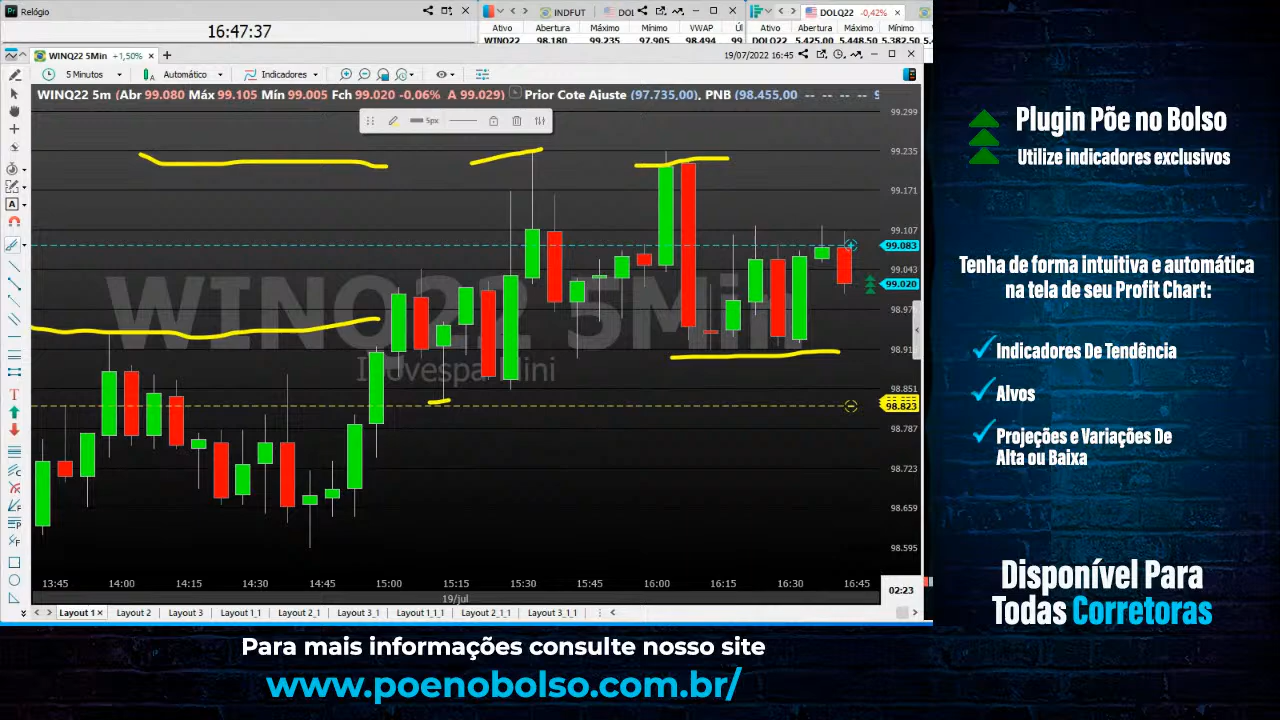 Relógio
16:47:37
INDFUT
DOL
DOLQ22 -0,42%
Ativo Abertura Máximo Mínimo VWAP Úl
WINQ22 98.180 99.235 97.905 98.494 99
Ativo Abertura Máximo Mínimo
DOLQ22 5.425,00 5.448,50 5.382,50
WINQ22 5Min +1,50%
19/07/2022 16:45
5 Minutos
Automático
Indicadores
WINQ22 5m (Abr 99.080 Máx 99.105 Mín 99.005 Fch 99.020 -0,06% A 99.029) Prior Cote Ajuste (97.735,00), PNB (98.455,00 -- -- -- 9
5px
99.299
99.235
99.171
99.107
99.083
99.043
99.020
98.97
98.91
98.851
98.823
98.787
98.723
98.659
98.595
WINQ22 5Min
Ibovespa Mini
13:45 14:00 14:15 14:30 14:45 15:00 15:15 15:30 15:45 16:00 16:15 16:30 16:45
19/jul
02:23
Layout 1 Layout 2 Layout 3 Layout 1_1 Layout 2_1 Layout 3_1 Layout 1_1_1 Layout 2_1_1 Layout 3_1_1
Plugin Põe no Bolso
Utilize indicadores exclusivos
Tenha de forma intuitiva e automática
na tela de seu Profit Chart:
Indicadores De Tendência
Alvos
Projeções e Variações De
Alta ou Baixa
Disponível Para
Todas Corretoras
Para mais informações consulte nosso site
www.poenobolso.com.br/